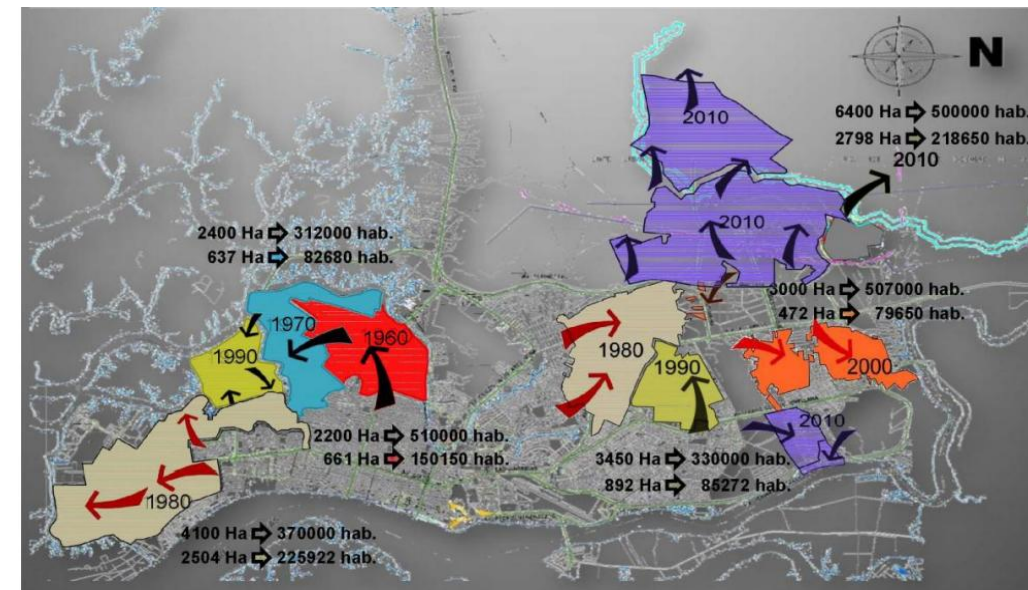 N
6400 Ha ⇨ 500000 hab.
2798 Ha ⇨ 218650 hab.
2010
2010
2010
2400 Ha ⇨ 312000 hab.
637 Ha ⇨ 82680 hab.
3000 Ha ⇨ 507000 hab.
472 Ha ⇨ 79650 hab.
1970
1960
1990
1980
1990
2000
2010
2200 Ha ⇨ 510000 hab.
661 Ha ⇨ 150150 hab.
3450 Ha ⇨ 330000 hab.
892 Ha ⇨ 85272 hab.
1980
4100 Ha ⇨ 370000 hab.
2504 Ha ⇨ 225922 hab.